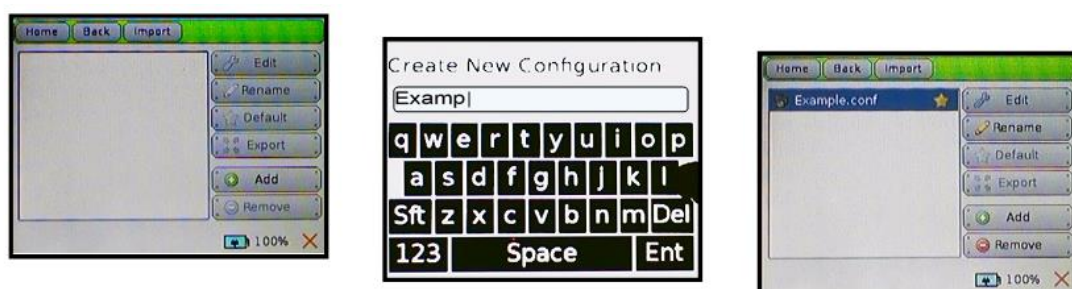 Home Back Import
Edit
Rename
Default
Export
Add
Remove
100%
Create New Configuration
Examp
q w e r t y u i o p
a s d f g h j k l
Sft z x c v b n m Del
123 Space Ent
Home Back Import
Example.conf
Edit
Rename
Default
Export
Add
Remove
100%